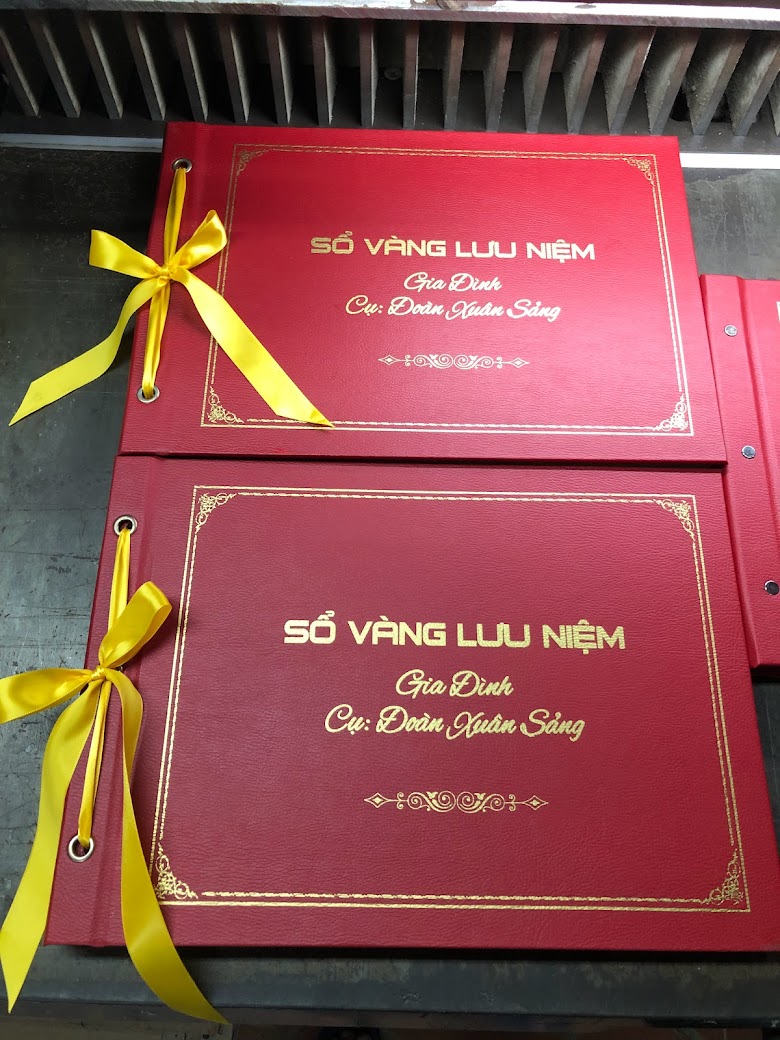 SỔ VÀNG LƯU NIỆM
Gia Đình
Cụ: Đoàn Xuân Sảng
SỔ VÀNG LƯU NIỆM
Gia Đình
Cụ: Đoàn Xuân Sảng